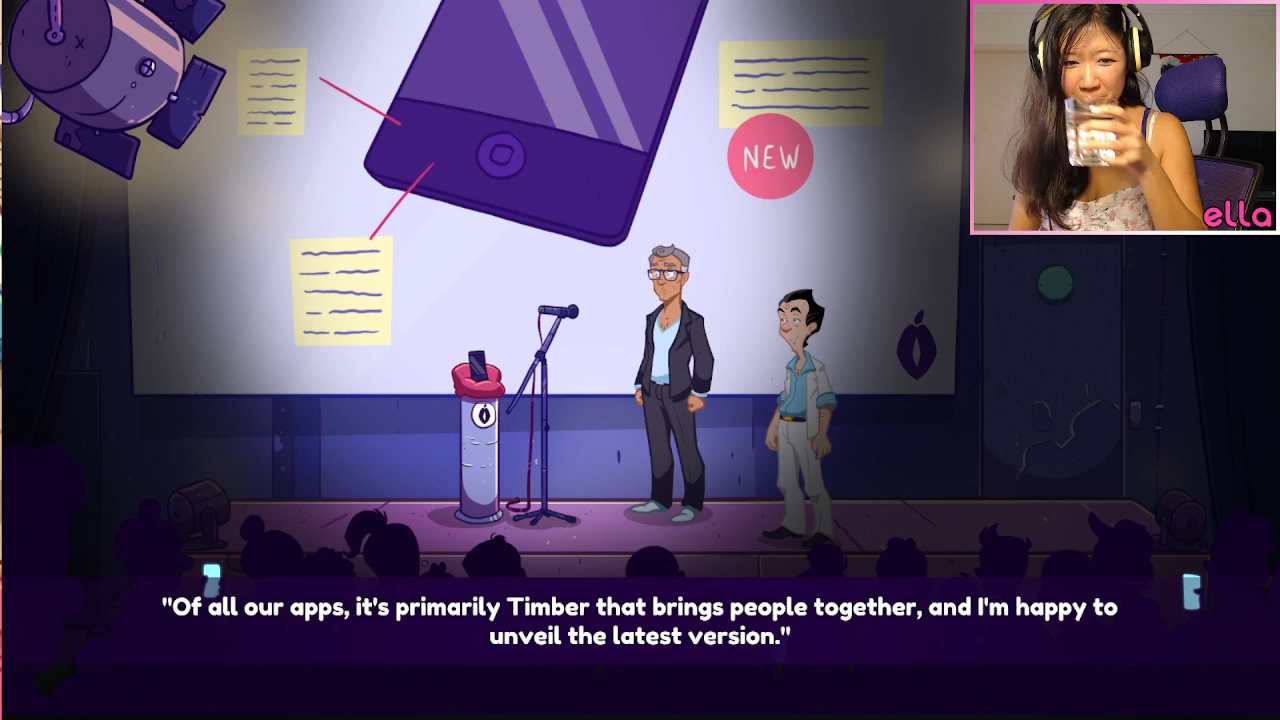 NEW
ella
"Of all our apps, it's primarily Timber that brings people together, and I'm happy to
unveil the latest version."